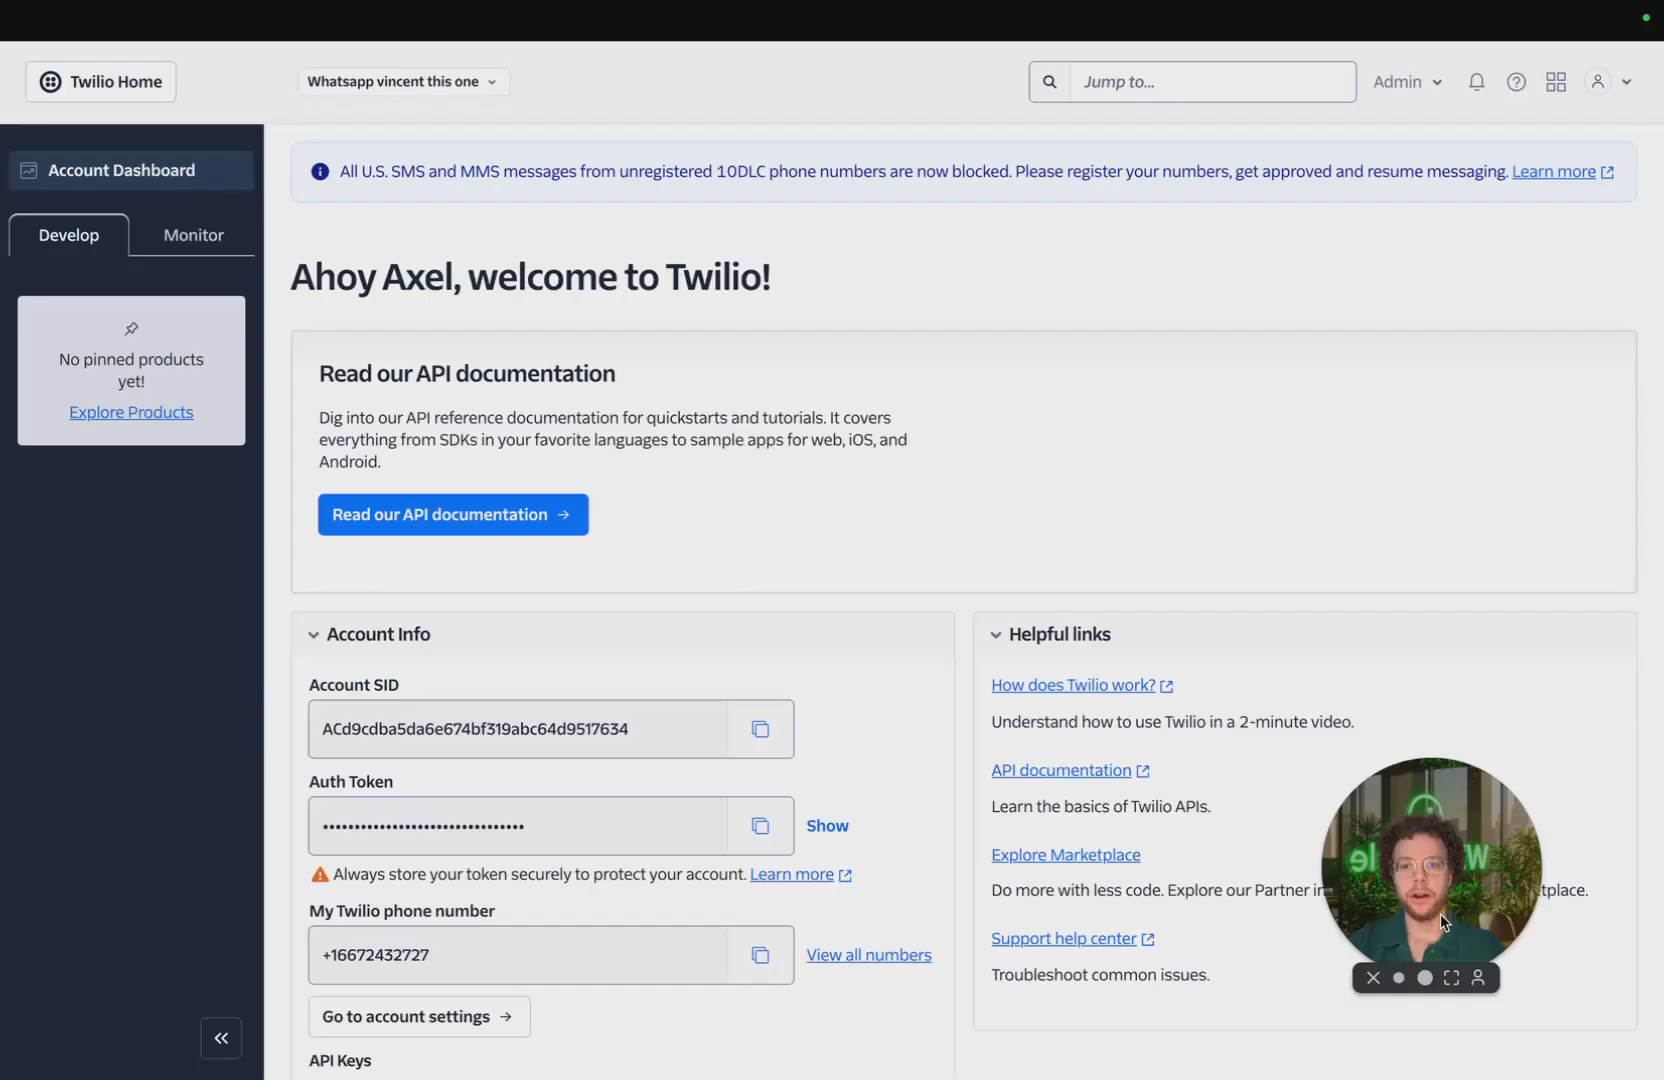 Twilio Home
Whatsapp vincent this one
Jump to...
Admin
Account Dashboard
Develop
Monitor
No pinned products
yet!
Explore Products
All U.S. SMS and MMS messages from unregistered 10DLC phone numbers are now blocked. Please register your numbers, get approved and resume messaging. Learn more
Ahoy Axel, welcome to Twilio!
Read our API documentation
Dig into our API reference documentation for quickstarts and tutorials. It covers
everything from SDKs in your favorite languages to sample apps for web, iOS, and
Android.
Read our API documentation →
Account Info
Account SID
ACd9cdba5da6e674bf319abc64d9517634
Auth Token
••••••••••••••••••••••••••••••••
Show
Always store your token securely to protect your account. Learn more
My Twilio phone number
+16672432727
View all numbers
Go to account settings →
API Keys
Helpful links
How does Twilio work?
Understand how to use Twilio in a 2-minute video.
API documentation
Learn the basics of Twilio APIs.
Explore Marketplace
Do more with less code. Explore our Partner
Support help center
Troubleshoot common issues.